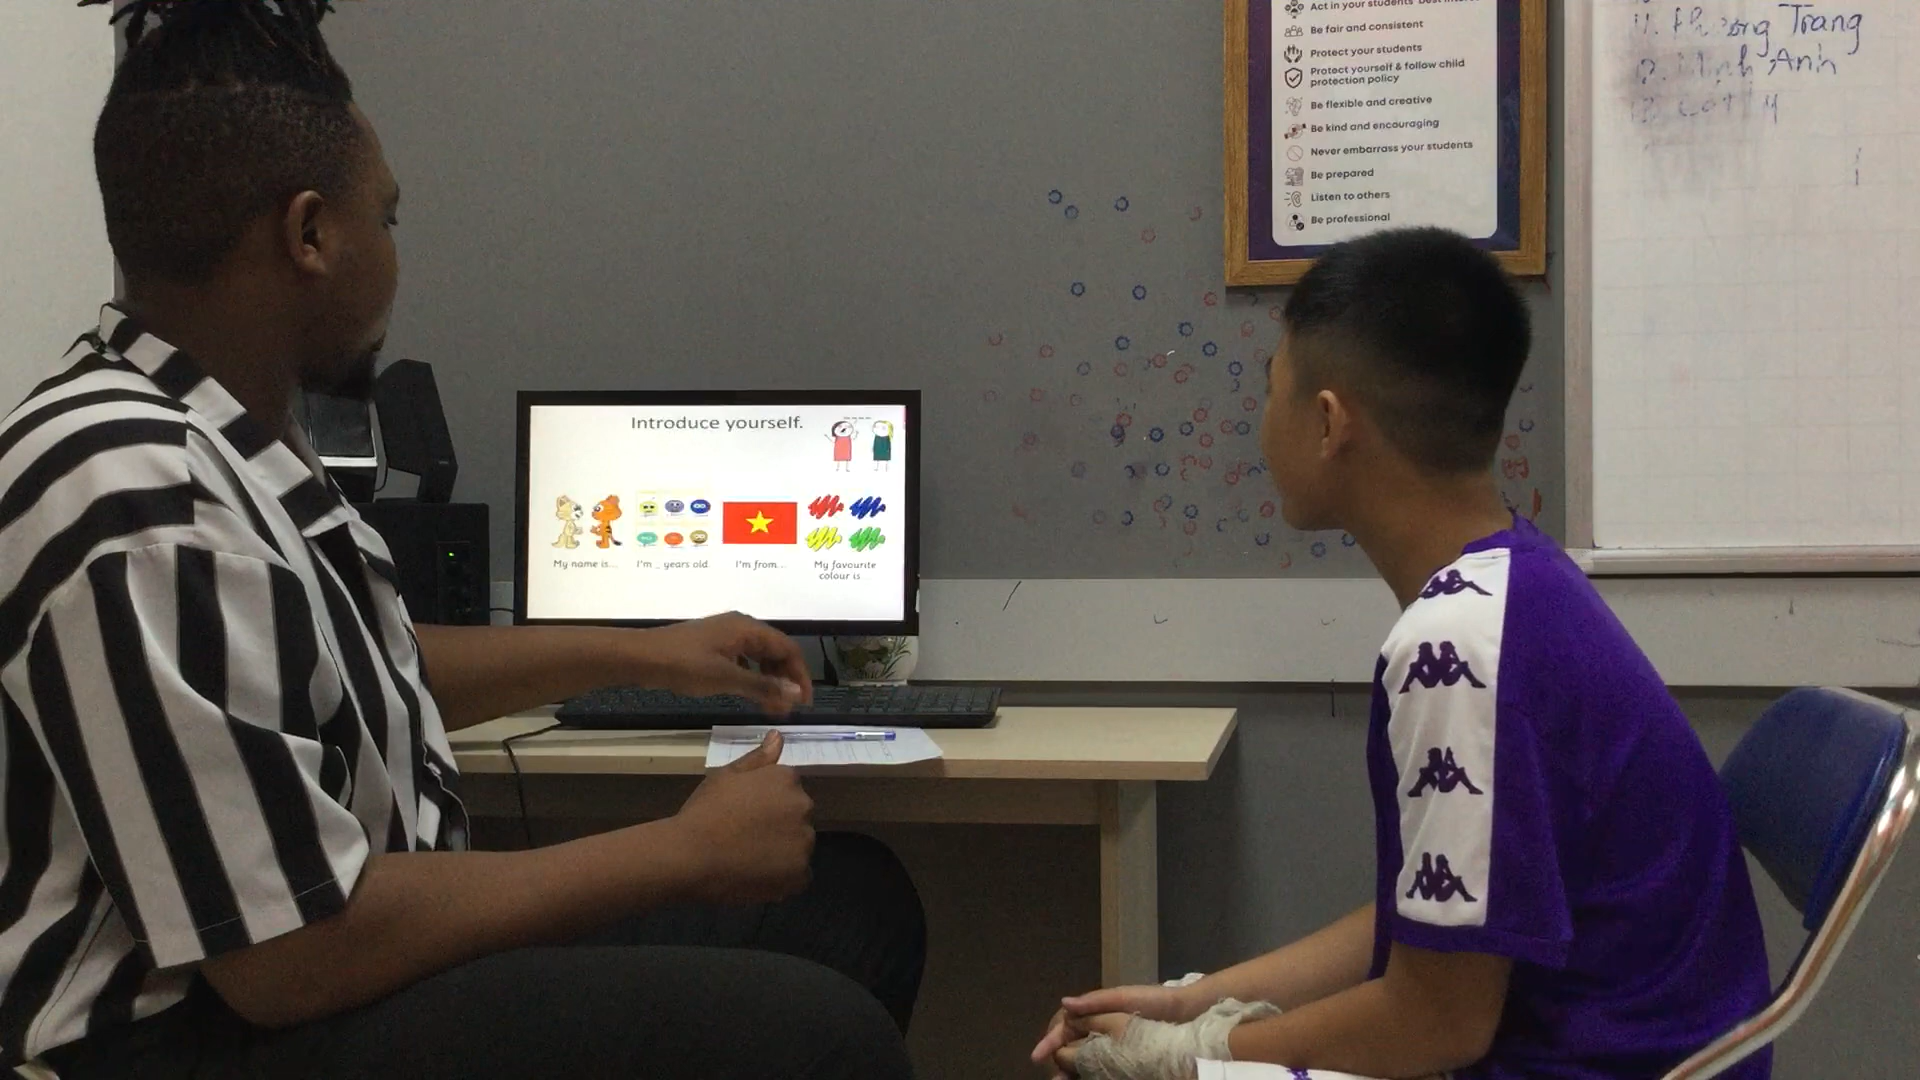 Act in your students' best interest
Be fair and consistent
Protect your students
Protect yourself & follow child
protection policy
Be flexible and creative
Be kind and encouraging
Never embarrass your students
Be prepared
Listen to others
Be professional
Trang
Minh Anh
Introduce yourself.
My name is...
I'm _ years old
I'm from...
My favourite
colour is...